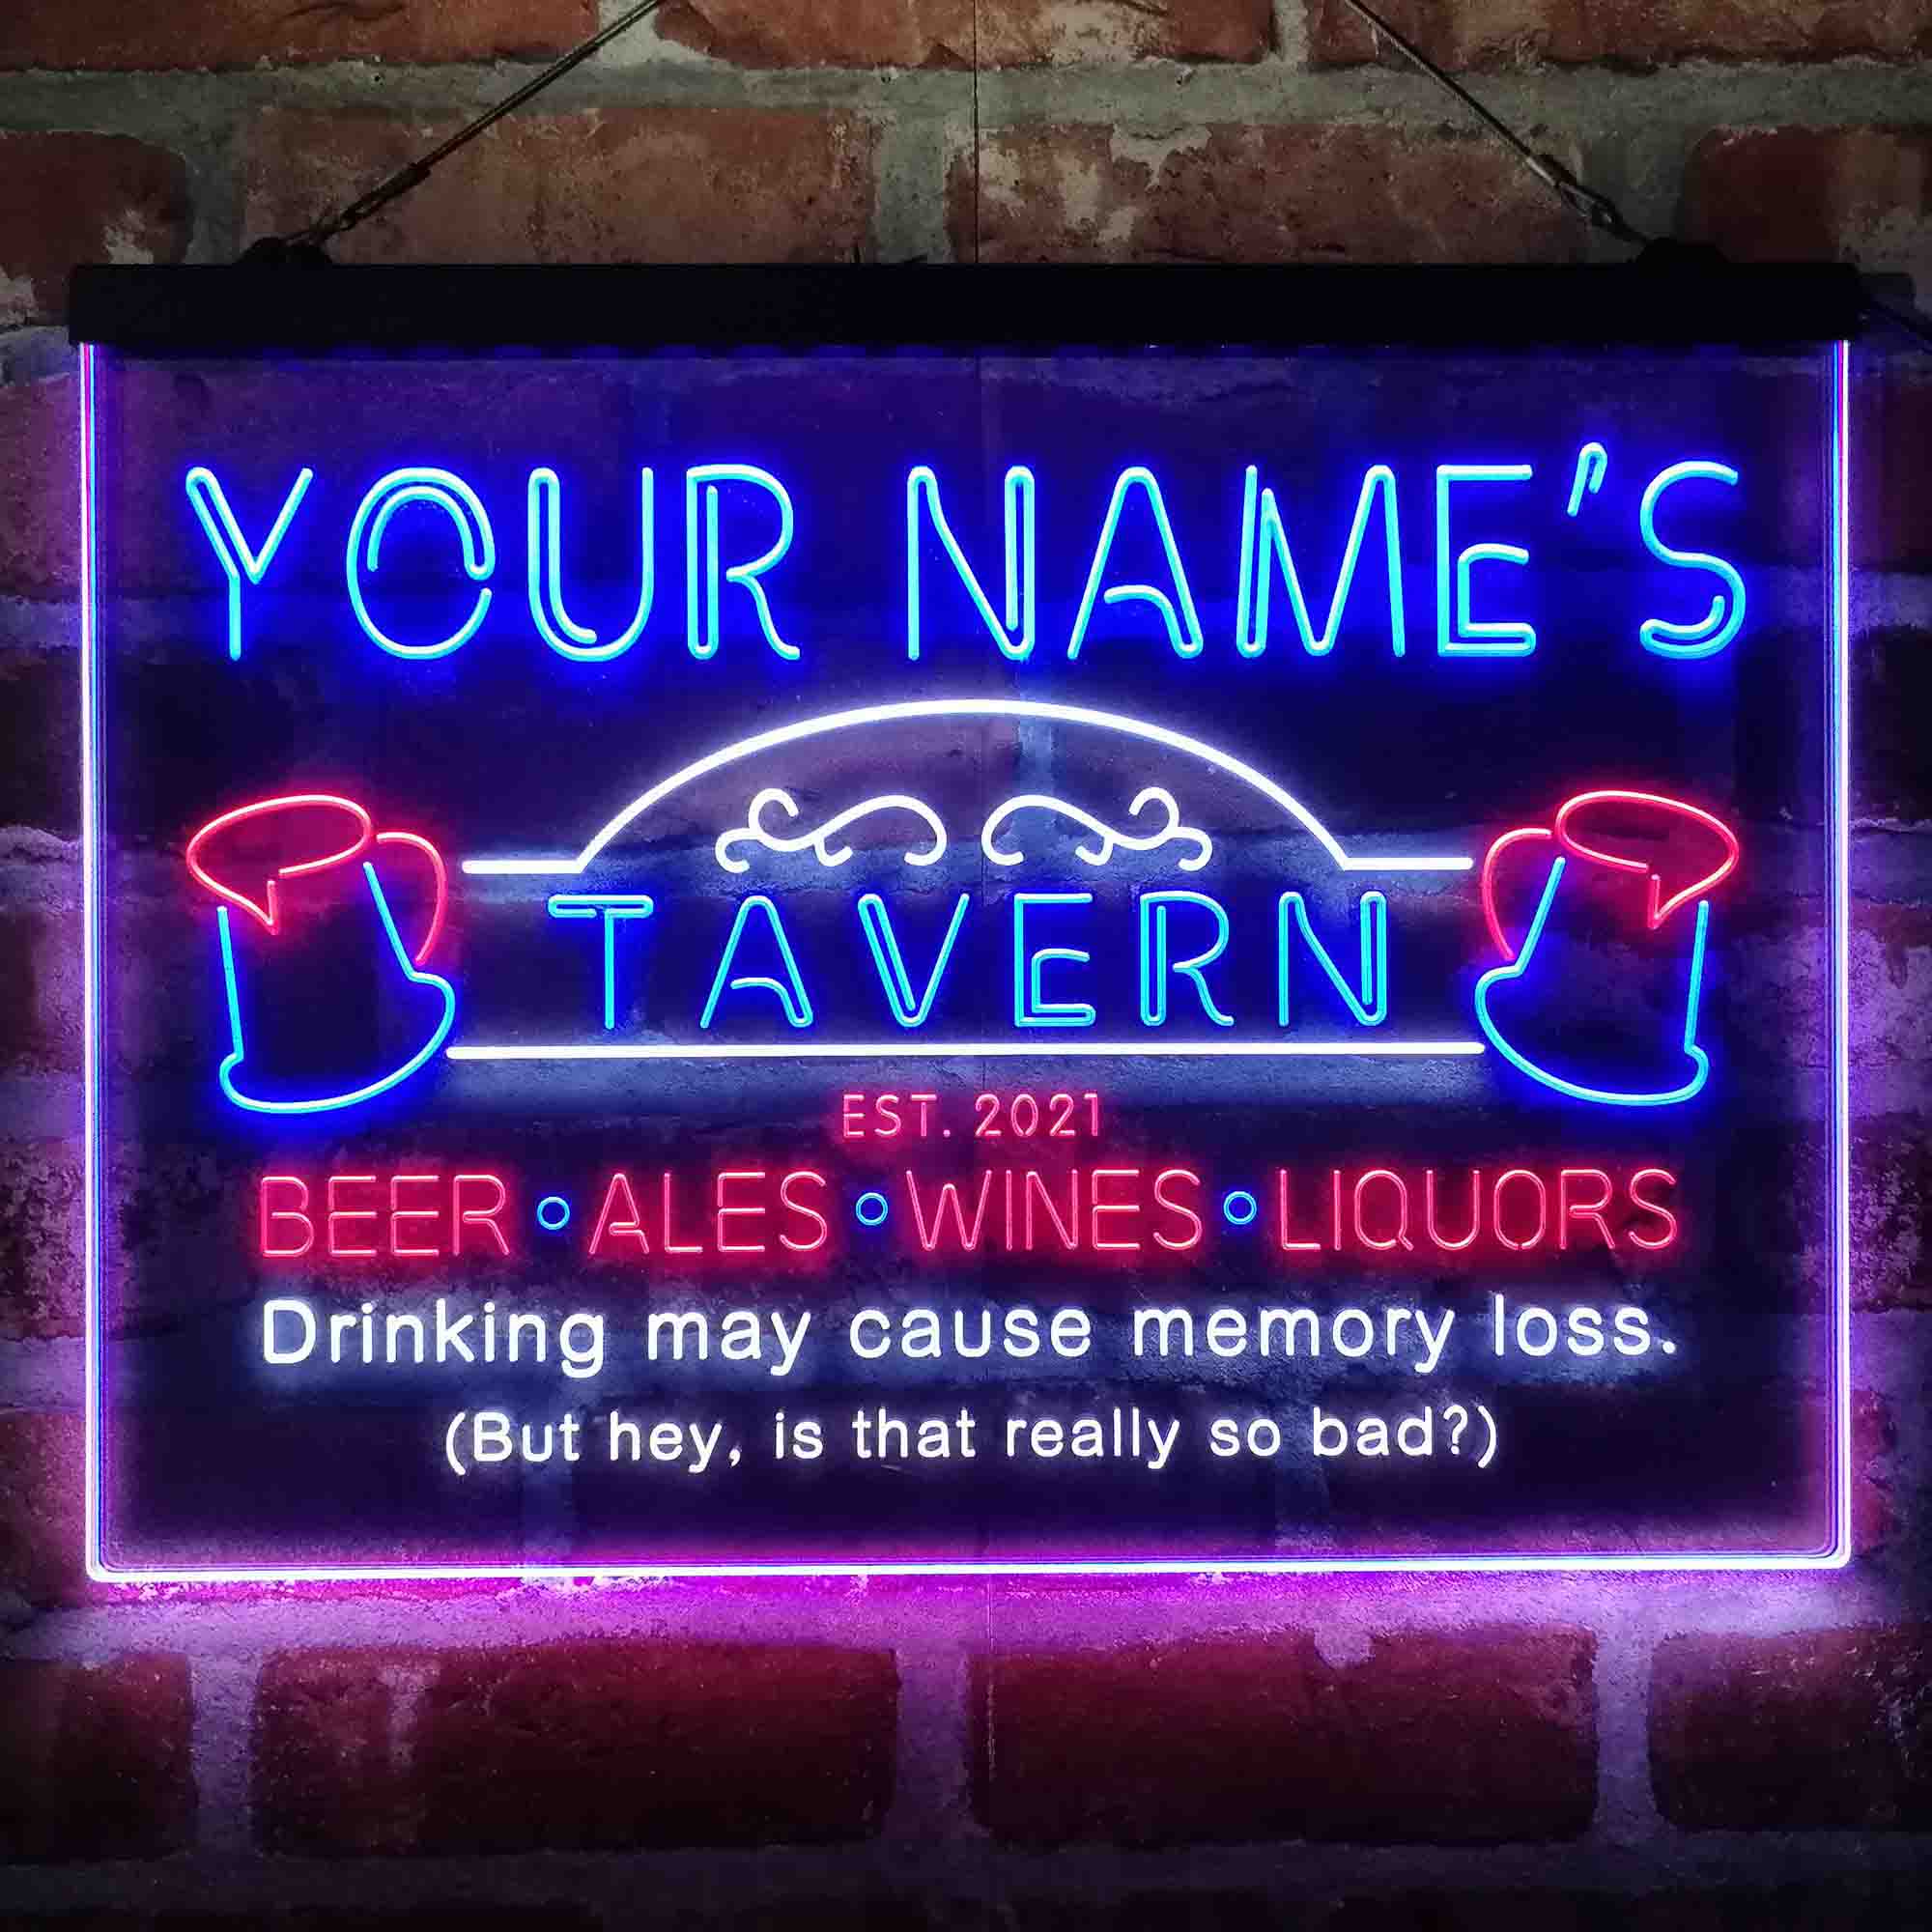 YOUR NAME'S
TAVERN
EST. 2021
BEER • ALES • WINES • LIQUORS
Drinking may cause memory loss.
(But hey, is that really so bad?)